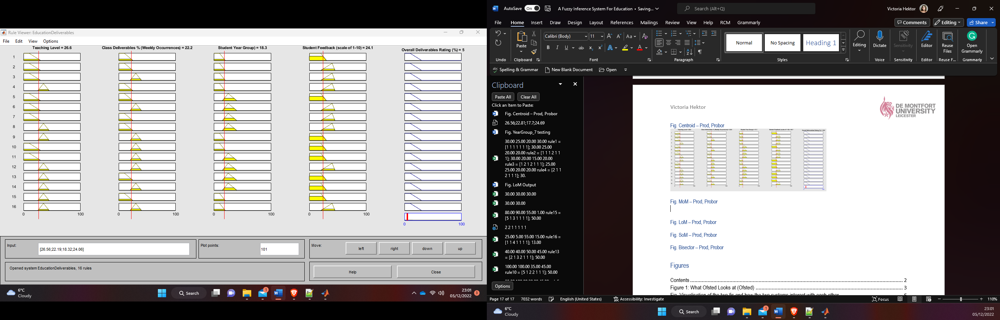 Rule Viewer: EducationDeliverables
File Edit View Options
Teaching Level = 26.6
Class Deliverables % (Weekly Occurrences) = 22.2
Student Year Group) = 18.3
Student Feedback (scale of 1-10) = 24.1
Overall Deliverables Rating (%) = 5
1
2
3
4
5
6
7
8
9
10
11
12
13
14
15
16
0 100
0 100
0 100
0 100
0 100
Input:
[26.56;22.19;18.32;24.06]
Plot points:
101
Move:
left
right
down
up
Opened system EducationDeliverables, 16 rules
Help
Close
6°C
Cloudy
Search
1
23:01
05/12/2022
3
AutoSave On
A Fuzzy Inference System For Education • Saving...
Search (Alt+Q)
Victoria Hektor
File Home Insert Draw Design Layout References Mailings Review View Help RCM Grammarly
Comments
Editing
Share
Undo
Paste
Clipboard
Calibri (Body)
11
Font
Paragraph
Normal
No Spacing
Heading 1
Styles
Editing
Dictate
Voice
Sensitivity
Sensitivity
Editor
Editor
Reuse
Files
Reuse F...
Open
Grammarly
Grammarly
Spelling & Grammar
New Blank Document
Open
Clipboard
Paste All
Clear All
Click an Item to Paste:
Fig. Centroid – Prod, Probor
26.56;22.81;17.7;24.69
Fig. YearGroup_7 testing
30.00 25.00 20.00 30.00 rule1 =
[1 1 1 1 1 1 1]; 30.00 25.00
20.00 20.00 rule2 = [1 1 1 2 1 1
1]; 30.00 20.00 15.00 20.00
rule3 = [1 2 1 2 1 1 1]; 25.00
25.00 20.00 20.00 rule4 = [2 1 1
2 1 1 1]; 30.
Fig. LoM Output
30.00 30.00 30.00
30.00 30.00
80.00 90.00 55.00 1.00 rule15 =
[5 1 3 1 1 1 1]; 50.00
2 2 1 1 1 1 1
25.00 5.00 55.00 15.00 rule16 =
[1 1 4 1 1 1 1]; 13.00
40.00 40.00 50.00 45.00 rule13
= [2 1 3 2 1 1 1]; 50.00
100.00 100.00 35.00 45.00
rule10 = [5 1 2 2 1 1 1]; 50.00
Options
Victoria Hektor
DE MONTFORT
UNIVERSITY
LEICESTER
Fig. Centroid – Prod, Probor
Fig. MoM – Prod, Probor
Fig. LoM – Prod, Probor
Fig. SoM – Prod, Probor
Fig. Bisector – Prod, Probor
Figures
Contents 2
Figure 1: What Ofsted Looks at (Ofsted) 3
Fig. Visualisation of the two fis and how the two systems interact with each other
Page 17 of 17
7032 words
English (United States)
Accessibility: Investigate
Focus
110%
6°C
Cloudy
Search
1
23:01
05/12/2022